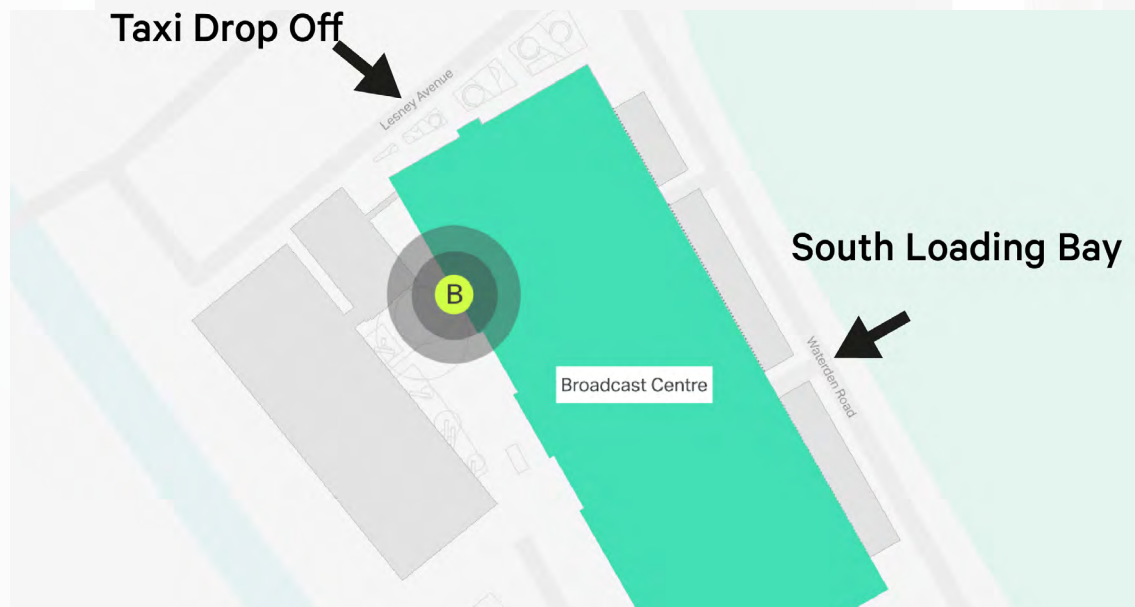 Taxi Drop Off
Lesney Avenue
South Loading Bay
B
Waterden Road
Broadcast Centre